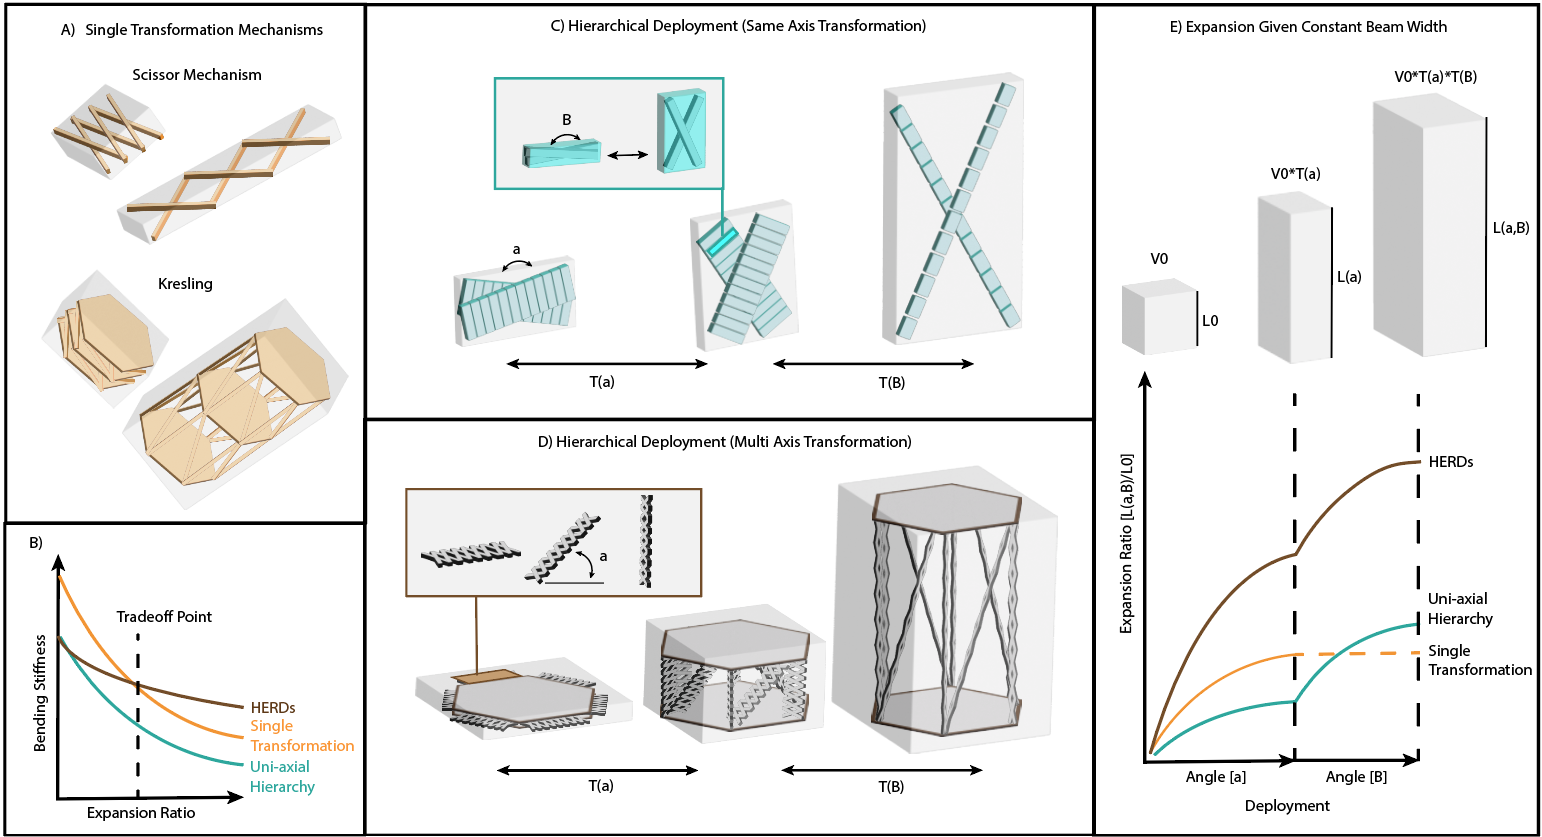 A) Single Transformation Mechanisms
Scissor Mechanism
Kresling
B)
Tradeoff Point
Bending Stiffness
HERDs
Single
Transformation
Uni-axial
Hierarchy
Expansion Ratio
C) Hierarchical Deployment (Same Axis Transformation)
B
a
T(a)
T(B)
D) Hierarchical Deployment (Multi Axis Transformation)
a
T(a)
T(B)
E) Expansion Given Constant Beam Width
V0*T(a)*T(B)
V0*T(a)
V0
L(a,B)
L(a)
L0
Expansion Ratio [L(a,B)/L0]
HERDs
Uni-axial
Hierarchy
Single
Transformation
Angle [a]
Angle [B]
Deployment